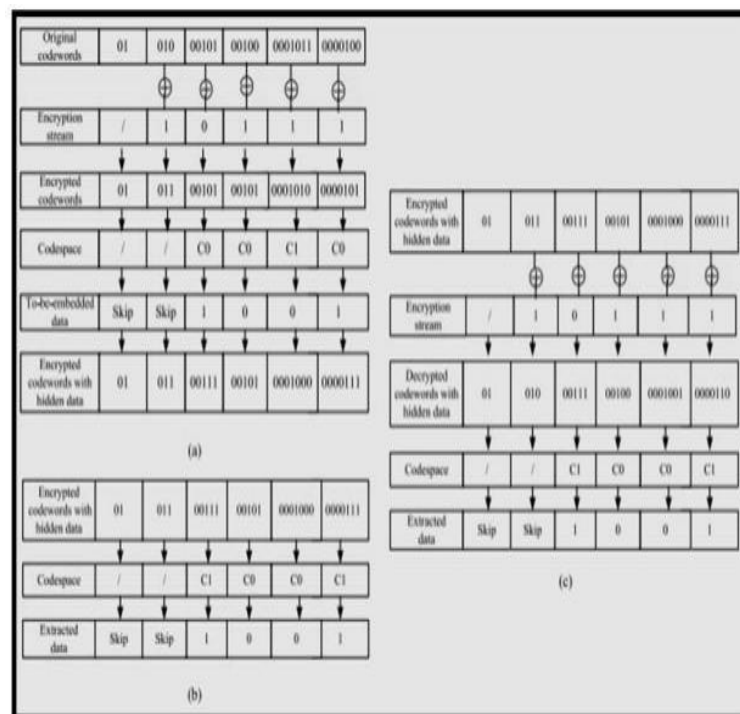 Original
codewords 01 010 00101 00100 0001011 0000100
Encryption
stream / 1 0 1 1 1
Encrypted
codewords 01 011 00101 00101 0001010 0000101
Codespace / / C0 C0 C1 C0
To-be-embedded
data Skip Skip 1 0 0 1
Encrypted
codewords with
hidden data 01 011 00111 00101 0001000 0000111
(a)
Encrypted
codewords with
hidden data 01 011 00111 00101 0001000 0000111
Codespace / / C1 C0 C0 C1
Extracted
data Skip Skip 1 0 0 1
(b)
Encrypted
codewords with
hidden data 01 011 00111 00101 0001000 0000111
Encryption
stream / 1 0 1 1 1
Decrypted
codewords with
hidden data 01 010 00111 00100 0001001 0000110
Codespace / / C1 C0 C0 C1
Extracted
data Skip Skip 1 0 0 1
(c)